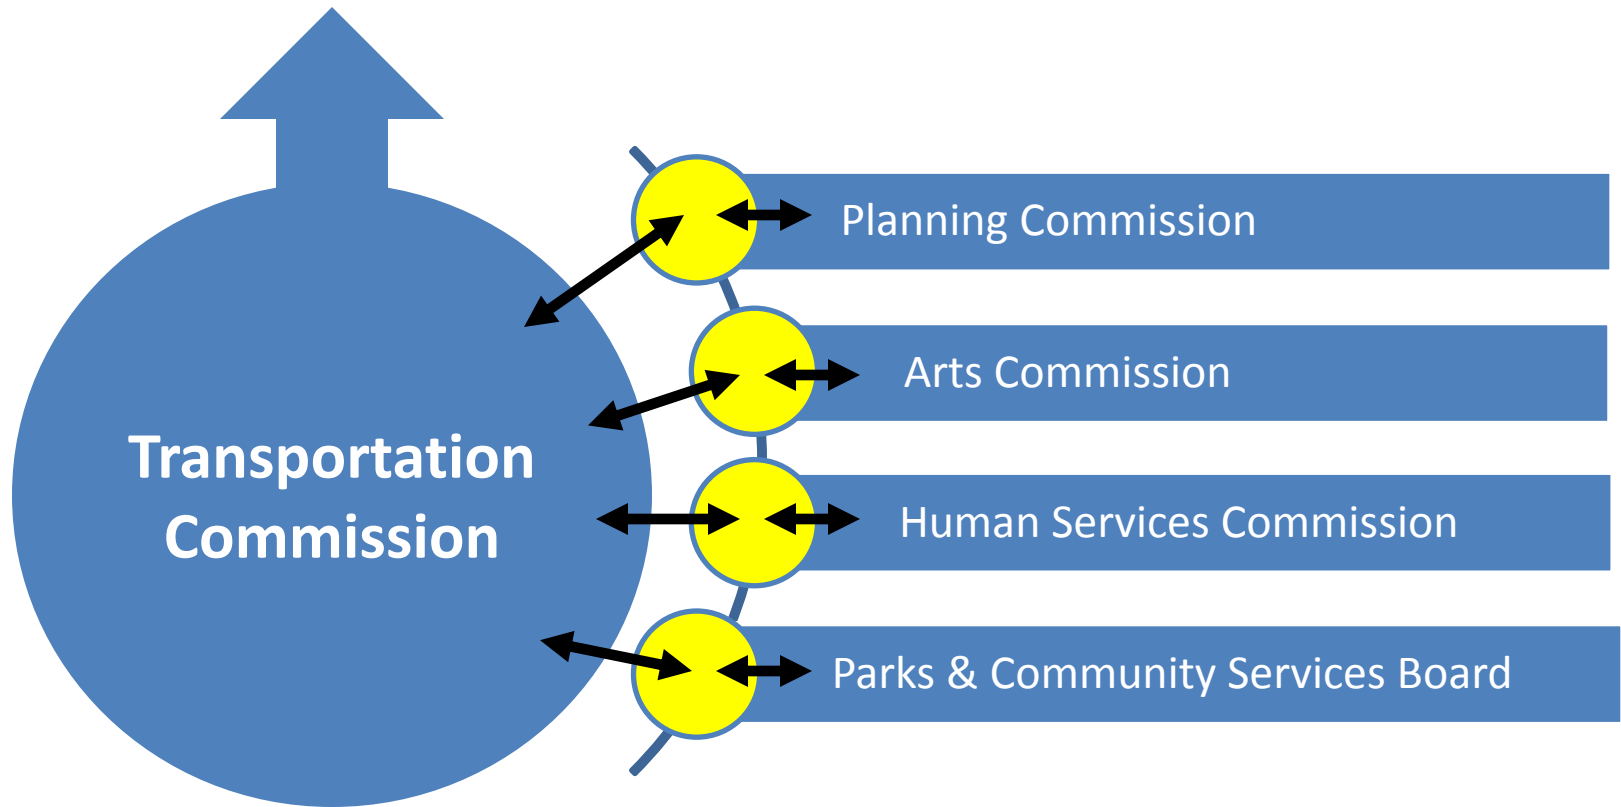 Transportation
Commission
Planning Commission
Arts Commission
Human Services Commission
Parks & Community Services Board